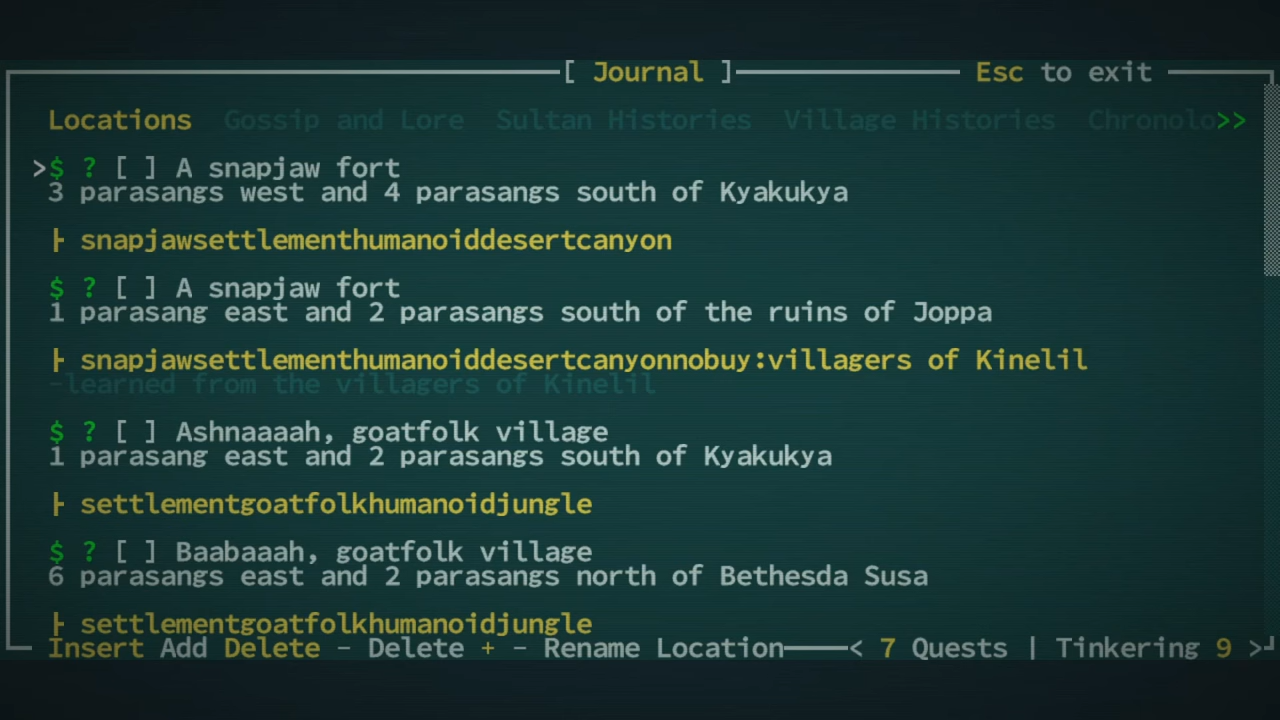 [ Journal ] Esc to exit
Locations Gossip and Lore Sultan Histories Village Histories Chronolo>>
>$ ? [ ] A snapjaw fort
3 parasangs west and 4 parasangs south of Kyakukya
├ snapjawsettlementhumanoiddesertcanyon
$ ? [ ] A snapjaw fort
1 parasang east and 2 parasangs south of the ruins of Joppa
├ snapjawsettlementhumanoiddesertcanyonnobuy:villagers of Kinelil
-learned from the villagers of Kinelil
$ ? [ ] Ashnaaaah, goatfolk village
1 parasang east and 2 parasangs south of Kyakukya
├ settlementgoatfolkhumanoidjungle
$ ? [ ] Baabaaah, goatfolk village
6 parasangs east and 2 parasangs north of Bethesda Susa
├ settlementgoatfolkhumanoidjungle
Insert Add Delete - Delete + - Rename Location < 7 Quests | Tinkering 9 >